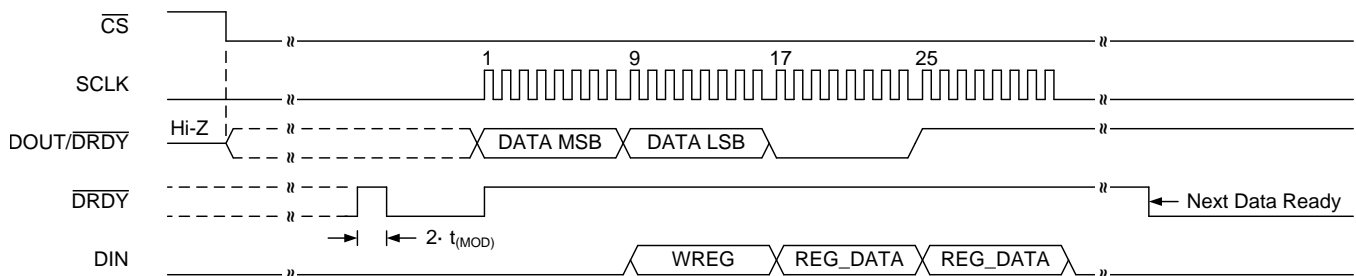 CS
1 9 17 25
SCLK
Hi-Z
DOUT/DRDY DATA MSB DATA LSB
DRDY Next Data Ready
2· t(MOD)
DIN WREG REG_DATA REG_DATA